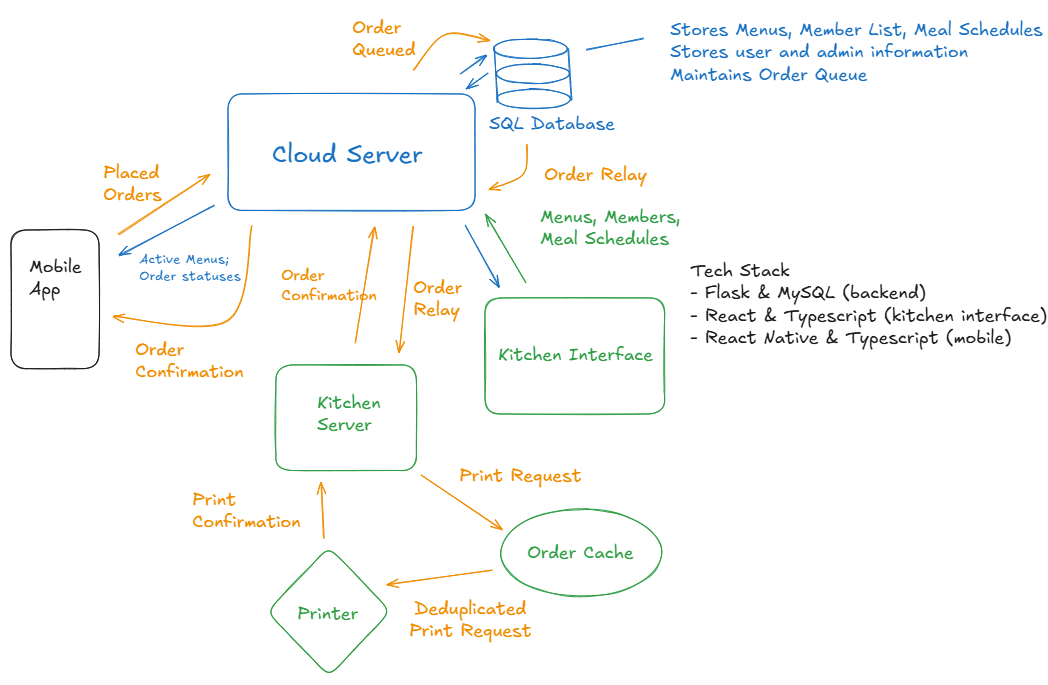 Order
Queued
Stores Menus, Member List, Meal Schedules
Stores user and admin information
Maintains Order Queue
SQL Database
Cloud Server
Placed
Orders
Order Relay
Menus, Members,
Meal Schedules
Mobile
App
Active Menus;
Order statuses
Order
Confirmation
Order
Relay
Tech Stack
- Flask & MySQL (backend)
- React & Typescript (kitchen interface)
- React Native & Typescript (mobile)
Order
Confirmation
Kitchen Interface
Kitchen
Server
Print Request
Print
Confirmation
Order Cache
Printer
Deduplicated
Print Request